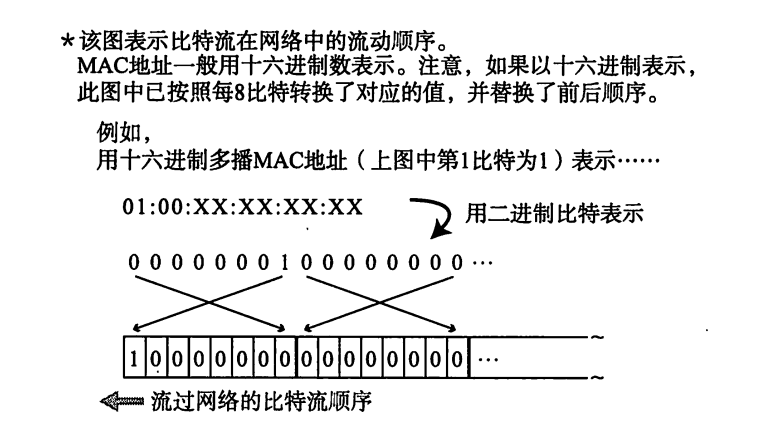 *该图表示比特流在网络中的流动顺序。
MAC地址一般用十六进制数表示。注意，如果以十六进制表示，
此图中已按照每8比特转换了对应的值，并替换了前后顺序。
例如，
用十六进制多播MAC地址（上图中第1比特为1）表示……
01:00:XX:XX:XX:XX
用二进制比特表示
0 0 0 0 0 0 0 1 0 0 0 0 0 0 0 0 …
1 0 0 0 0 0 0 0 0 0 0 0 0 0 0 0 …
流过网络的比特流顺序